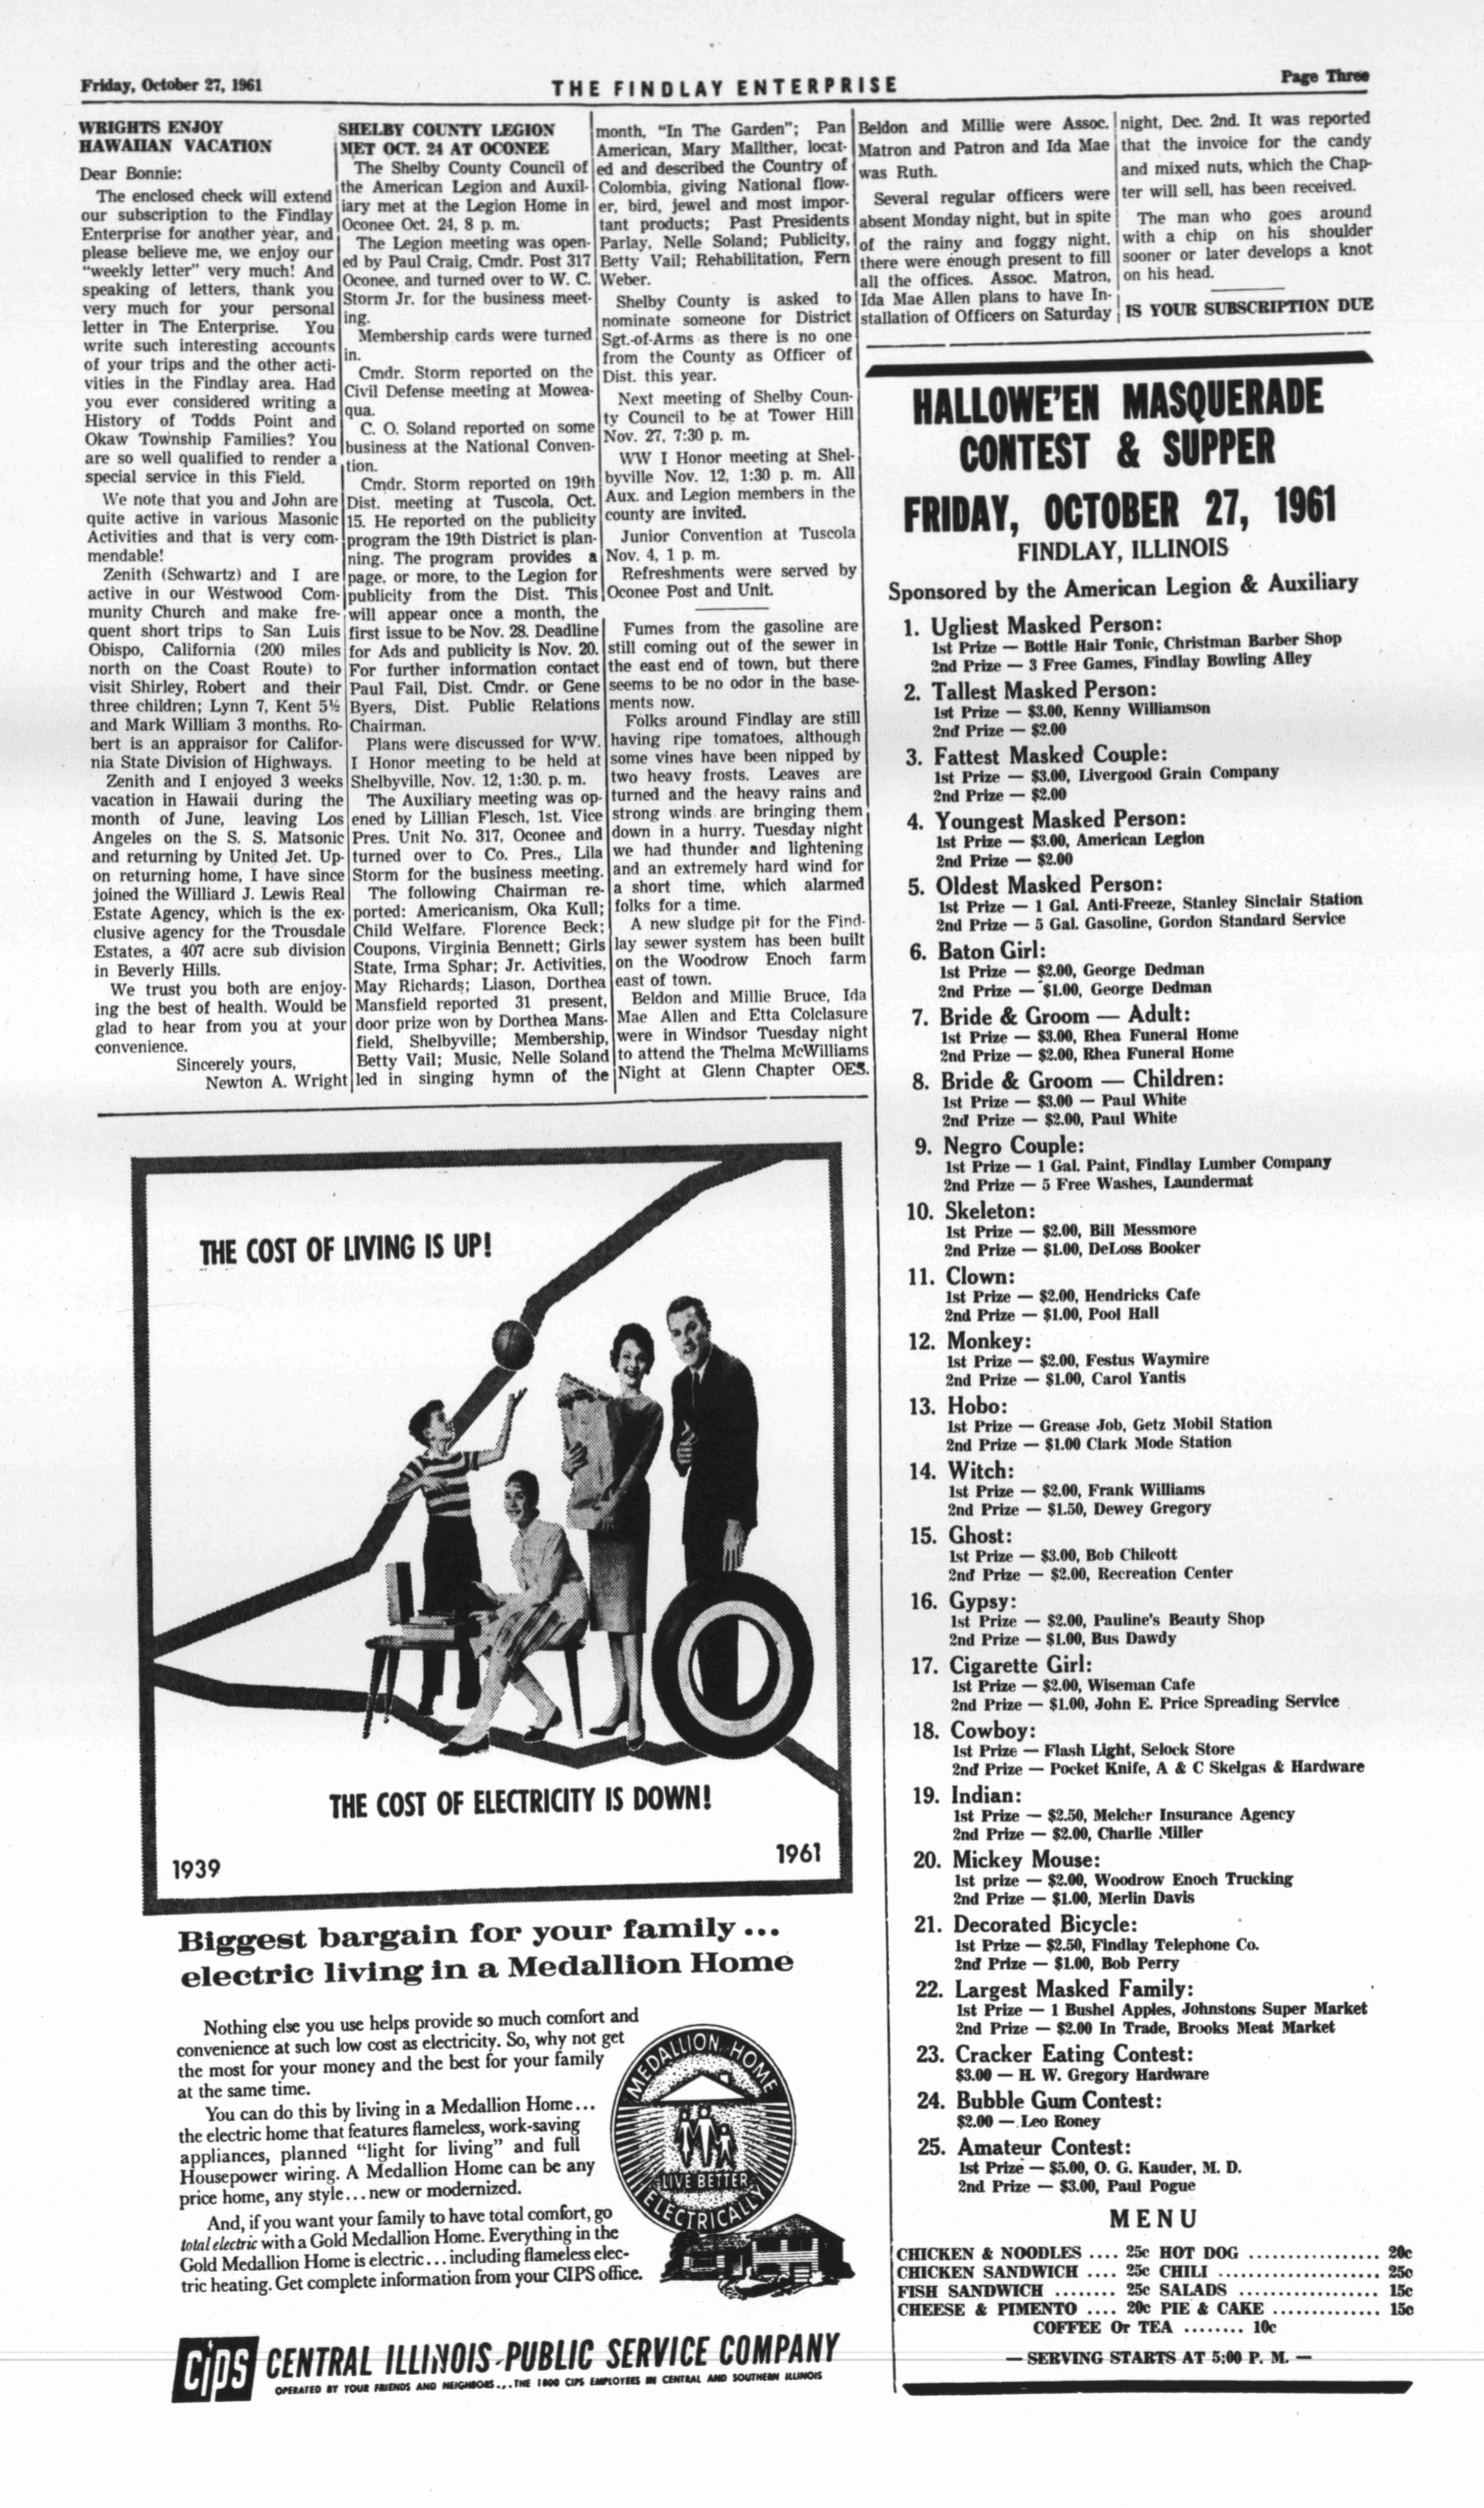 Friday, October 27, 1961
THE FINDLAY ENTERPRISE
Page Three
WRIGHTS ENJOY
HAWAIIAN VACATION
Dear Bonnie:
The enclosed check will extend
our subscription to the Findlay
Enterprise for another year, and
please believe me, we enjoy our
"weekly letter" very much! And
speaking of letters, thank you
very much for your personal
letter in The Enterprise. You
write such interesting accounts
of your trips and the other acti-
vities in the Findlay area. Had
you ever considered writing a
History of Todds Point and
Okaw Township Families? You
are so well qualified to render a
special service in this Field.
We note that you and John are
quite active in various Masonic
Activities and that is very com-
mendable!
Zenith (Schwartz) and I are
active in our Westwood Com-
munity Church and make fre-
quent short trips to San Luis
Obispo, California (200 miles
north on the Coast Route) to
visit Shirley, Robert and their
three children; Lynn 7, Kent 5½
and Mark William 3 months. Ro-
bert is an appraisor for Califor-
nia State Division of Highways.
Zenith and I enjoyed 3 weeks
vacation in Hawaii during the
month of June, leaving Los
Angeles on the S. S. Matsonic
and returning by United Jet. Up-
on returning home, I have since
joined the Williard J. Lewis Real
Estate Agency, which is the ex-
clusive agency for the Trousdale
Estates, a 407 acre sub division
in Beverly Hills.
We trust you both are enjoy-
ing the best of health. Would be
glad to hear from you at your
convenience.
Sincerely yours,
Newton A. Wright
SHELBY COUNTY LEGION
MET OCT. 24 AT OCONEE
The Shelby County Council of
the American Legion and Auxil-
iary met at the Legion Home in
Oconee Oct. 24, 8 p. m.
The Legion meeting was open-
ed by Paul Craig, Cmdr. Post 317
Oconee, and turned over to W. C.
Storm Jr. for the business meet-
ing.
Membership cards were turned
in.
Cmdr. Storm reported on the
Civil Defense meeting at Mowea-
qua.
C. O. Soland reported on some
business at the National Conven-
tion.
Cmdr. Storm reported on 19th
Dist. meeting at Tuscola, Oct.
15. He reported on the publicity
program the 19th District is plan-
ning. The program provides a
page, or more, to the Legion for
publicity from the Dist. This
will appear once a month, the
first issue to be Nov. 28. Deadline
for Ads and publicity is Nov. 20.
For further information contact
Paul Fail, Dist. Cmdr. or Gene
Byers, Dist. Public Relations
Chairman.
Plans were discussed for W.W.
I Honor meeting to be held at
Shelbyville, Nov. 12, 1:30. p. m.
The Auxiliary meeting was op-
ened by Lillian Flesch, 1st. Vice
Pres. Unit No. 317, Oconee and
turned over to Co. Pres., Lila
Storm for the business meeting.
The following Chairman re-
ported: Americanism, Oka Kull;
Child Welfare. Florence Beck;
Coupons, Virginia Bennett; Girls
State, Irma Sphar; Jr. Activities,
May Richards; Liason, Dorthea
Mansfield reported 31 present,
door prize won by Dorthea Mans-
field, Shelbyville; Membership,
Betty Vail; Music, Nelle Soland
led in singing hymn of the
month, "In The Garden"; Pan
American, Mary Mallther, locat-
ed and described the Country of
Colombia, giving National flow-
er, bird, jewel and most impor-
tant products; Past Presidents
Parlay, Nelle Soland; Publicity,
Betty Vail; Rehabilitation, Fern
Weber.
Shelby County is asked to
nominate someone for District
Sgt.-of-Arms as there is no one
from the County as Officer of
Dist. this year.
Next meeting of Shelby Coun-
ty Council to be at Tower Hill
Nov. 27, 7:30 p. m.
WW I Honor meeting at Shel-
byville Nov. 12, 1:30 p. m. All
Aux. and Legion members in the
county are invited.
Junior Convention at Tuscola
Nov. 4, 1 p. m.
Refreshments were served by
Oconee Post and Unit.
Fumes from the gasoline are
still coming out of the sewer in
the east end of town, but there
seems to be no odor in the base-
ments now.
Folks around Findlay are still
having ripe tomatoes, although
some vines have been nipped by
two heavy frosts. Leaves are
turned and the heavy rains and
strong winds are bringing them
down in a hurry. Tuesday night
we had thunder and lightening
and an extremely hard wind for
a short time, which alarmed
folks for a time.
A new sludge pit for the Find-
lay sewer system has been built
on the Woodrow Enoch farm
east of town.
Beldon and Millie Bruce, Ida
Mae Allen and Etta Colclasure
were in Windsor Tuesday night
to attend the Thelma McWilliams
Night at Glenn Chapter OES.
Beldon and Millie were Assoc.
Matron and Patron and Ida Mae
was Ruth.
Several regular officers were
absent Monday night, but in spite
of the rainy and foggy night,
there were enough present to fill
all the offices. Assoc. Matron,
Ida Mae Allen plans to have In-
stallation of Officers on Saturday
night, Dec. 2nd. It was reported
that the invoice for the candy
and mixed nuts, which the Chap-
ter will sell, has been received.
The man who goes around
with a chip on his shoulder
sooner or later develops a knot
on his head.
IS YOUR SUBSCRIPTION DUE
HALLOWE'EN MASQUERADE
CONTEST & SUPPER
FRIDAY, OCTOBER 27, 1961
FINDLAY, ILLINOIS
Sponsored by the American Legion & Auxiliary
1. Ugliest Masked Person:
1st Prize — Bottle Hair Tonic, Christman Barber Shop
2nd Prize — 3 Free Games, Findlay Bowling Alley
2. Tallest Masked Person:
1st Prize — $3.00, Kenny Williamson
2nd Prize — $2.00
3. Fattest Masked Couple:
1st Prize — $3.00, Livergood Grain Company
2nd Prize — $2.00
4. Youngest Masked Person:
1st Prize — $3.00, American Legion
2nd Prize — $2.00
5. Oldest Masked Person:
1st Prize — 1 Gal. Anti-Freeze, Stanley Sinclair Station
2nd Prize — 5 Gal. Gasoline, Gordon Standard Service
6. Baton Girl:
1st Prize — $2.00, George Dedman
2nd Prize — $1.00, George Dedman
7. Bride & Groom — Adult:
1st Prize — $3.00, Rhea Funeral Home
2nd Prize — $2.00, Rhea Funeral Home
8. Bride & Groom — Children:
1st Prize — $3.00 — Paul White
2nd Prize — $2.00, Paul White
9. Negro Couple:
1st Prize — 1 Gal. Paint, Findlay Lumber Company
2nd Prize — 5 Free Washes, Laundermat
10. Skeleton:
1st Prize — $2.00, Bill Messmore
2nd Prize — $1.00, DeLoss Booker
11. Clown:
1st Prize — $2.00, Hendricks Cafe
2nd Prize — $1.00, Pool Hall
12. Monkey:
1st Prize — $2.00, Festus Waymire
2nd Prize — $1.00, Carol Yantis
13. Hobo:
1st Prize — Grease Job, Getz Mobil Station
2nd Prize — $1.00 Clark Mode Station
14. Witch:
1st Prize — $2.00, Frank Williams
2nd Prize — $1.50, Dewey Gregory
15. Ghost:
1st Prize — $3.00, Bob Chilcott
2nd Prize — $2.00, Recreation Center
16. Gypsy:
1st Prize — $2.00, Pauline's Beauty Shop
2nd Prize — $1.00, Bus Dawdy
17. Cigarette Girl:
1st Prize — $2.00, Wiseman Cafe
2nd Prize — $1.00, John E. Price Spreading Service
18. Cowboy:
1st Prize — Flash Light, Selock Store
2nd Prize — Pocket Knife, A & C Skelgas & Hardware
19. Indian:
1st Prize — $2.50, Melcher Insurance Agency
2nd Prize — $2.00, Charlie Miller
20. Mickey Mouse:
1st prize — $2.00, Woodrow Enoch Trucking
2nd Prize — $1.00, Merlin Davis
21. Decorated Bicycle:
1st Prize — $2.50, Findlay Telephone Co.
2nd Prize — $1.00, Bob Perry
22. Largest Masked Family:
1st Prize — 1 Bushel Apples, Johnstons Super Market
2nd Prize — $2.00 In Trade, Brooks Meat Market
23. Cracker Eating Contest:
$3.00 — H. W. Gregory Hardware
24. Bubble Gum Contest:
$2.00 — Leo Roney
25. Amateur Contest:
1st Prize — $5.00, O. G. Kauder, M. D.
2nd Prize — $3.00, Paul Pogue
MENU
CHICKEN & NOODLES .... 25c HOT DOG .................. 20c
CHICKEN SANDWICH .... 25c CHILI ...................... 25c
FISH SANDWICH ........ 25c SALADS ................... 15c
CHEESE & PIMENTO .... 20c PIE & CAKE .............. 15c
COFFEE Or TEA ........ 10c
— SERVING STARTS AT 5:00 P. M. —
THE COST OF LIVING IS UP!
THE COST OF ELECTRICITY IS DOWN!
1939
1961
Biggest bargain for your family ...
electric living in a Medallion Home
Nothing else you use helps provide so much comfort and
convenience at such low cost as electricity. So, why not get
the most for your money and the best for your family
at the same time.
You can do this by living in a Medallion Home...
the electric home that features flameless, work-saving
appliances, planned "light for living" and full
Housepower wiring. A Medallion Home can be any
price home, any style...new or modernized.
And, if you want your family to have total comfort, go
total electric with a Gold Medallion Home. Everything in the
Gold Medallion Home is electric...including flameless elec-
tric heating. Get complete information from your CIPS office.
MEDALLION HOME
LIVE BETTER
ELECTRICALLY
CIPS CENTRAL ILLINOIS PUBLIC SERVICE COMPANY
OPERATED BY YOUR FRIENDS AND NEIGHBORS...THE 1800 CIPS EMPLOYEES IN CENTRAL AND SOUTHERN ILLINOIS